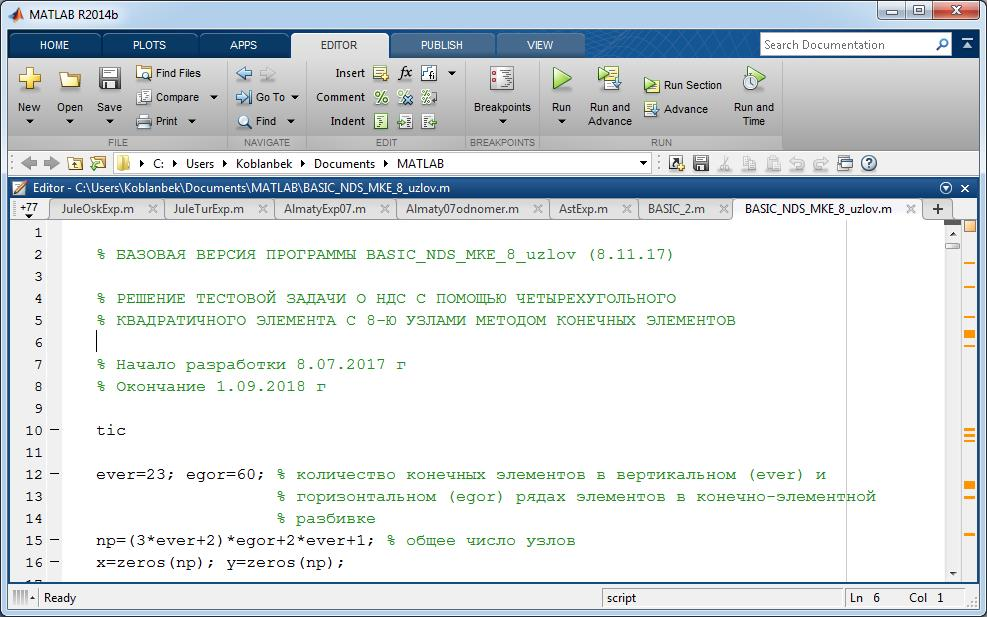 MATLAB R2014b
HOME PLOTS APPS EDITOR PUBLISH VIEW Search Documentation
New Open Save Find Files Compare Print
Go To Find
Insert Comment Indent
Breakpoints
Run Run and Advance Run Section Advance Run and Time
FILE NAVIGATE EDIT BREAKPOINTS RUN
C: Users Koblanbek Documents MATLAB
Editor - C:\Users\Koblanbek\Documents\MATLAB\BASIC_NDS_MKE_8_uzlov.m
+77 JuleOskExp.m JuleTurExp.m AlmatyExp07.m Almaty07odnomer.m AstExp.m BASIC_2.m BASIC_NDS_MKE_8_uzlov.m
1
2 % БАЗОВАЯ ВЕРСИЯ ПРОГРАММЫ BASIC_NDS_MKE_8_uzlov (8.11.17)
3
4 % РЕШЕНИЕ ТЕСТОВОЙ ЗАДАЧИ О НДС С ПОМОЩЬЮ ЧЕТЫРЕХУГОЛЬНОГО
5 % КВАДРАТИЧНОГО ЭЛЕМЕНТА С 8-Ю УЗЛАМИ МЕТОДОМ КОНЕЧНЫХ ЭЛЕМЕНТОВ
6
7 % Начало разработки 8.07.2017 г
8 % Окончание 1.09.2018 г
9
10 – tic
11
12 – ever=23; egor=60; % количество конечных элементов в вертикальном (ever) и
13 % горизонтальном (egor) рядах элементов в конечно-элементной
14 % разбивке
15 – np=(3*ever+2)*egor+2*ever+1; % общее число узлов
16 – x=zeros(np); y=zeros(np);
Ready script Ln 6 Col 1